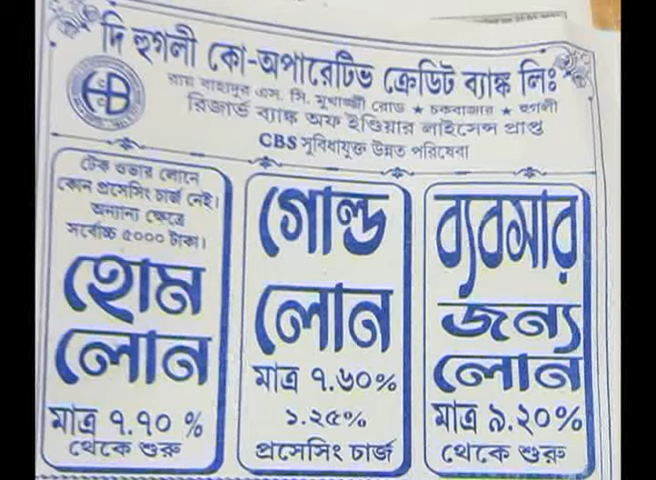 দি হুগলী কো-অপারেটিভ ক্রেডিট ব্যাঙ্ক লিঃ
রায় বাহাদুর এস. সি. মুখার্জী রোড ★ চকবাজার ★ হুগলী
রিজার্ভ ব্যাঙ্ক অফ ইণ্ডিয়ার লাইসেন্স প্রাপ্ত
CBS সুবিধাযুক্ত উন্নত পরিষেবা
টেক ওভার লোনে
কোন প্রসেসিং চার্জ নেই।
অন্যান্য ক্ষেত্রে
সর্বোচ্চ ৫০০০ টাকা।
হোম
লোন
মাত্র ৭.৭০ %
থেকে শুরু
গোল্ড
লোন
মাত্র ৭.৬০%
১.২৫%
প্রসেসিং চার্জ
ব্যবসার
জন্য
লোন
মাত্র ৯.২০%
থেকে শুরু